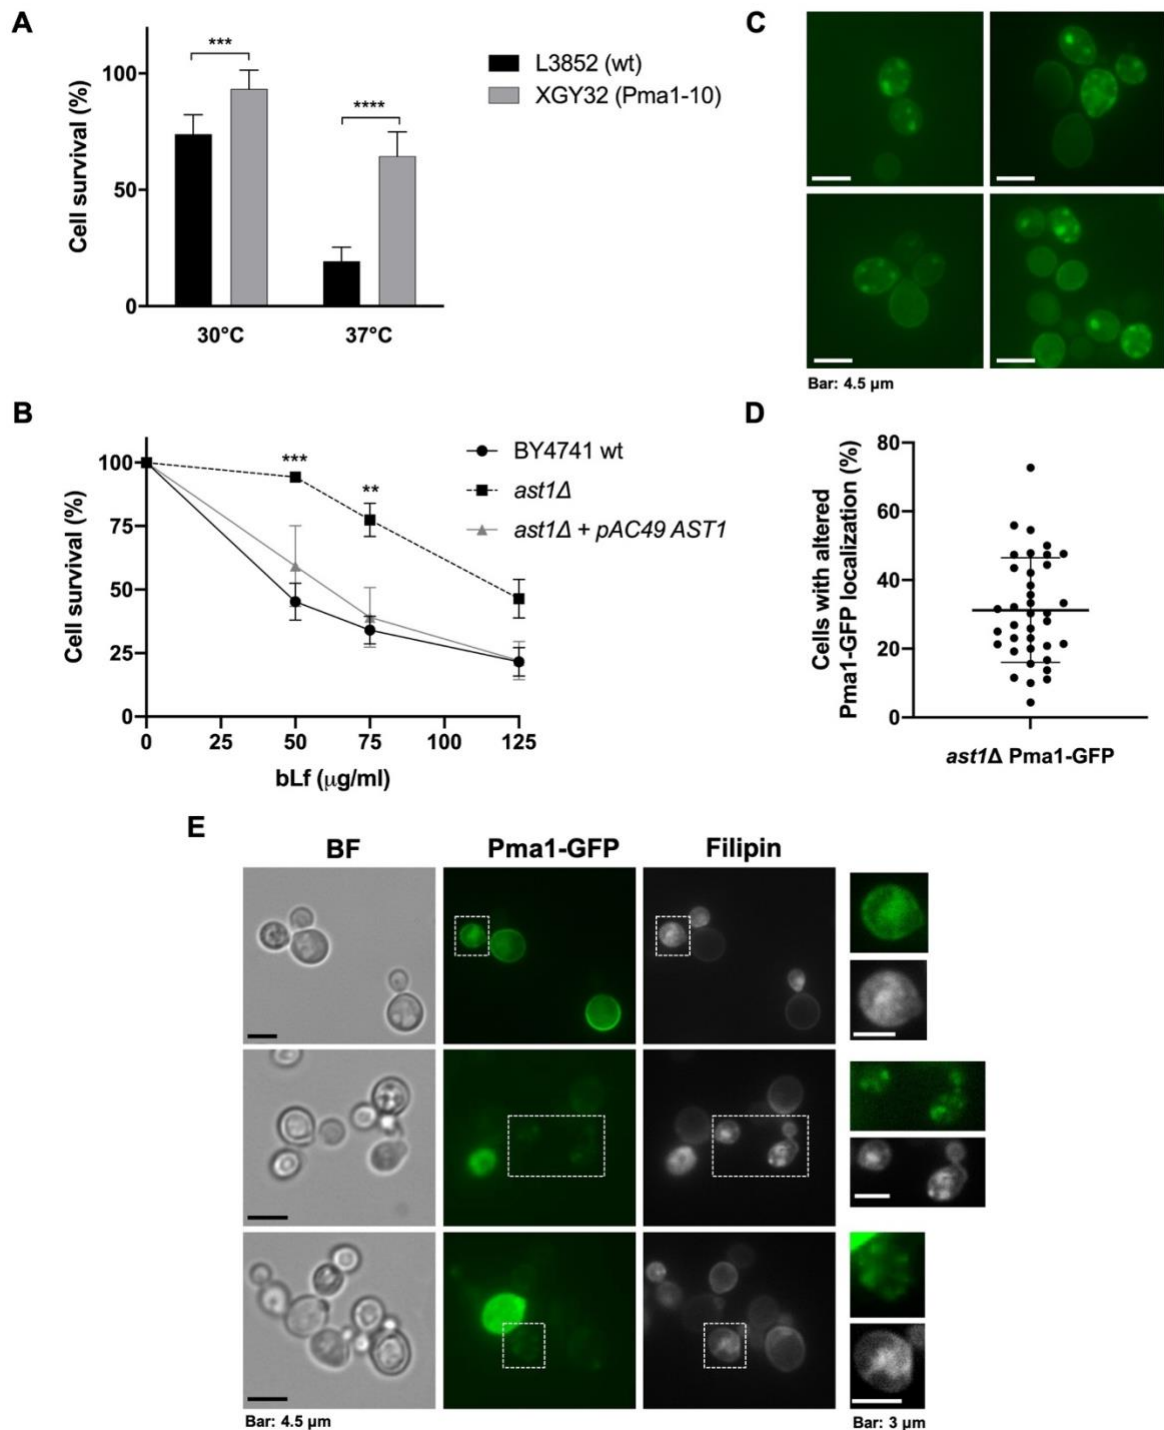 A
Cell survival (%)
100
50
0
***
****
30°C
37°C
L3852 (wt)
XGY32 (Pma1-10)
C
Bar: 4.5 µm
B
Cell survival (%)
100
75
50
25
0
***
**
0 25 50 75 100 125
bLf (µg/ml)
BY4741 wt
ast1Δ
ast1Δ + pAC49 AST1
D
Cells with altered
Pma1-GFP localization (%)
80
60
40
20
0
ast1Δ Pma1-GFP
E
BF Pma1-GFP Filipin
Bar: 4.5 µm
Bar: 3 µm